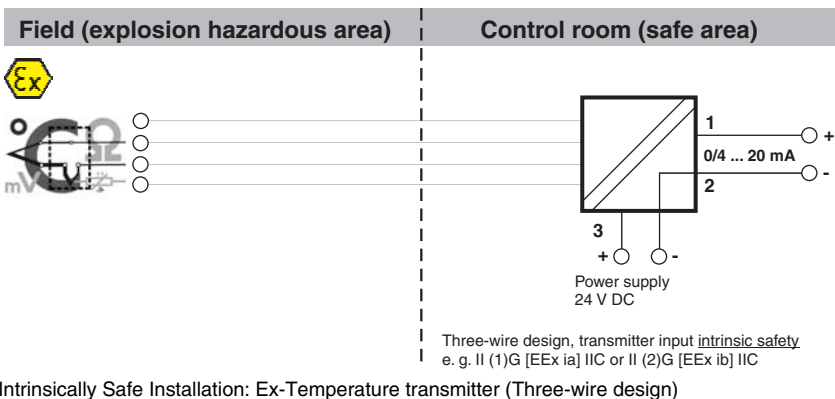 Field (explosion hazardous area)
Control room (safe area)
Ex
°C
Ω
mV
1
+
0/4 ... 20 mA
-
2
3
+ -
Power supply
24 V DC
Three-wire design, transmitter input intrinsic safety
e. g. II (1)G [EEx ia] IIC or II (2)G [EEx ib] IIC
Intrinsically Safe Installation: Ex-Temperature transmitter (Three-wire design)